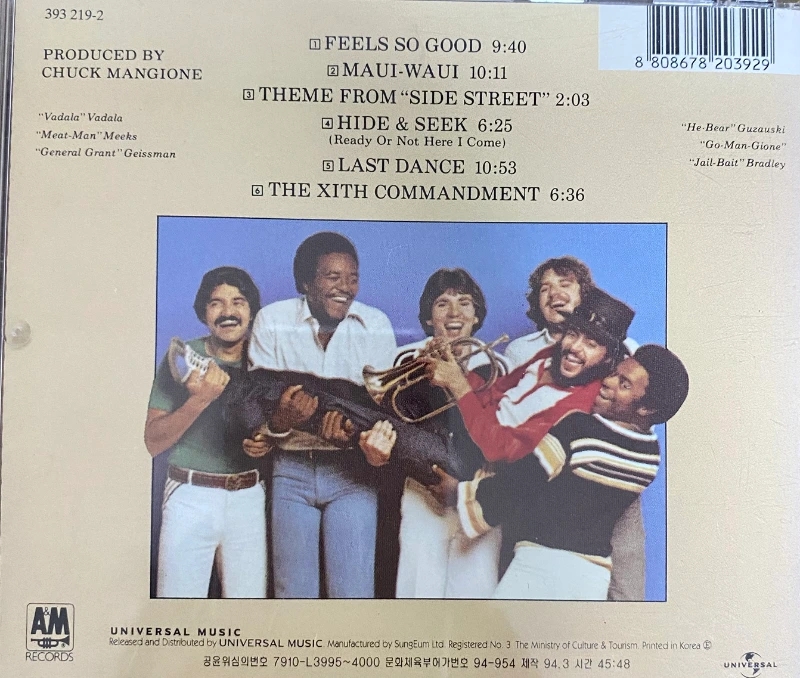 393 219-2
PRODUCED BY
CHUCK MANGIONE
"Vadala" Vadala
"Meat-Man" Meeks
"General Grant" Geissman
1 FEELS SO GOOD 9:40
2 MAUI-WAUI 10:11
3 THEME FROM "SIDE STREET" 2:03
4 HIDE & SEEK 6:25
(Ready Or Not Here I Come)
5 LAST DANCE 10:53
6 THE XITH COMMANDMENT 6:36
8 808678 203929
"He-Bear" Guzauski
"Go-Man-Gione"
"Jail-Bait" Bradley
A&M
RECORDS
UNIVERSAL MUSIC
Released and Distributed by UNIVERSAL MUSIC. Manufactured by SungEum Ltd. Registered No. 3 The Ministry of Culture & Tourism. Printed in Korea Ⓔ
공윤위심의번호 7910-L3995~4000 문화체육부허가번호 94-954 제작 94.3 시간 45:48
UNIVERSAL